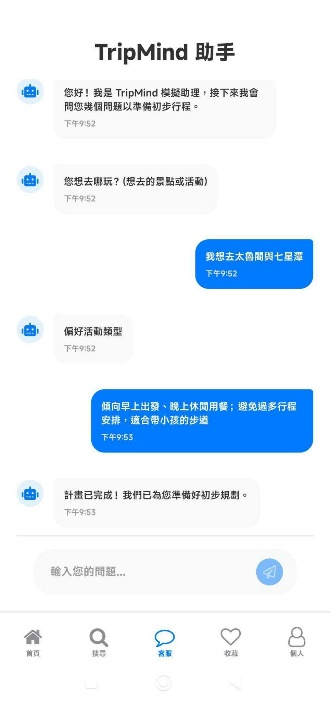 TripMind 助手
您好！我是 TripMind 模擬助理，接下來我會
問您幾個問題以準備初步行程。
下午9:52
您想去哪玩？(想去的景點或活動)
下午9:52
我想去太魯閣與七星潭
下午9:52
偏好活動類型
下午9:52
傾向早上出發、晚上休閒用餐；避免過多行程
安排，適合帶小孩的步道
下午9:53
計畫已完成！我們已為您準備好初步規劃。
下午9:53
輸入您的問題...
首頁
搜尋
客服
收藏
個人